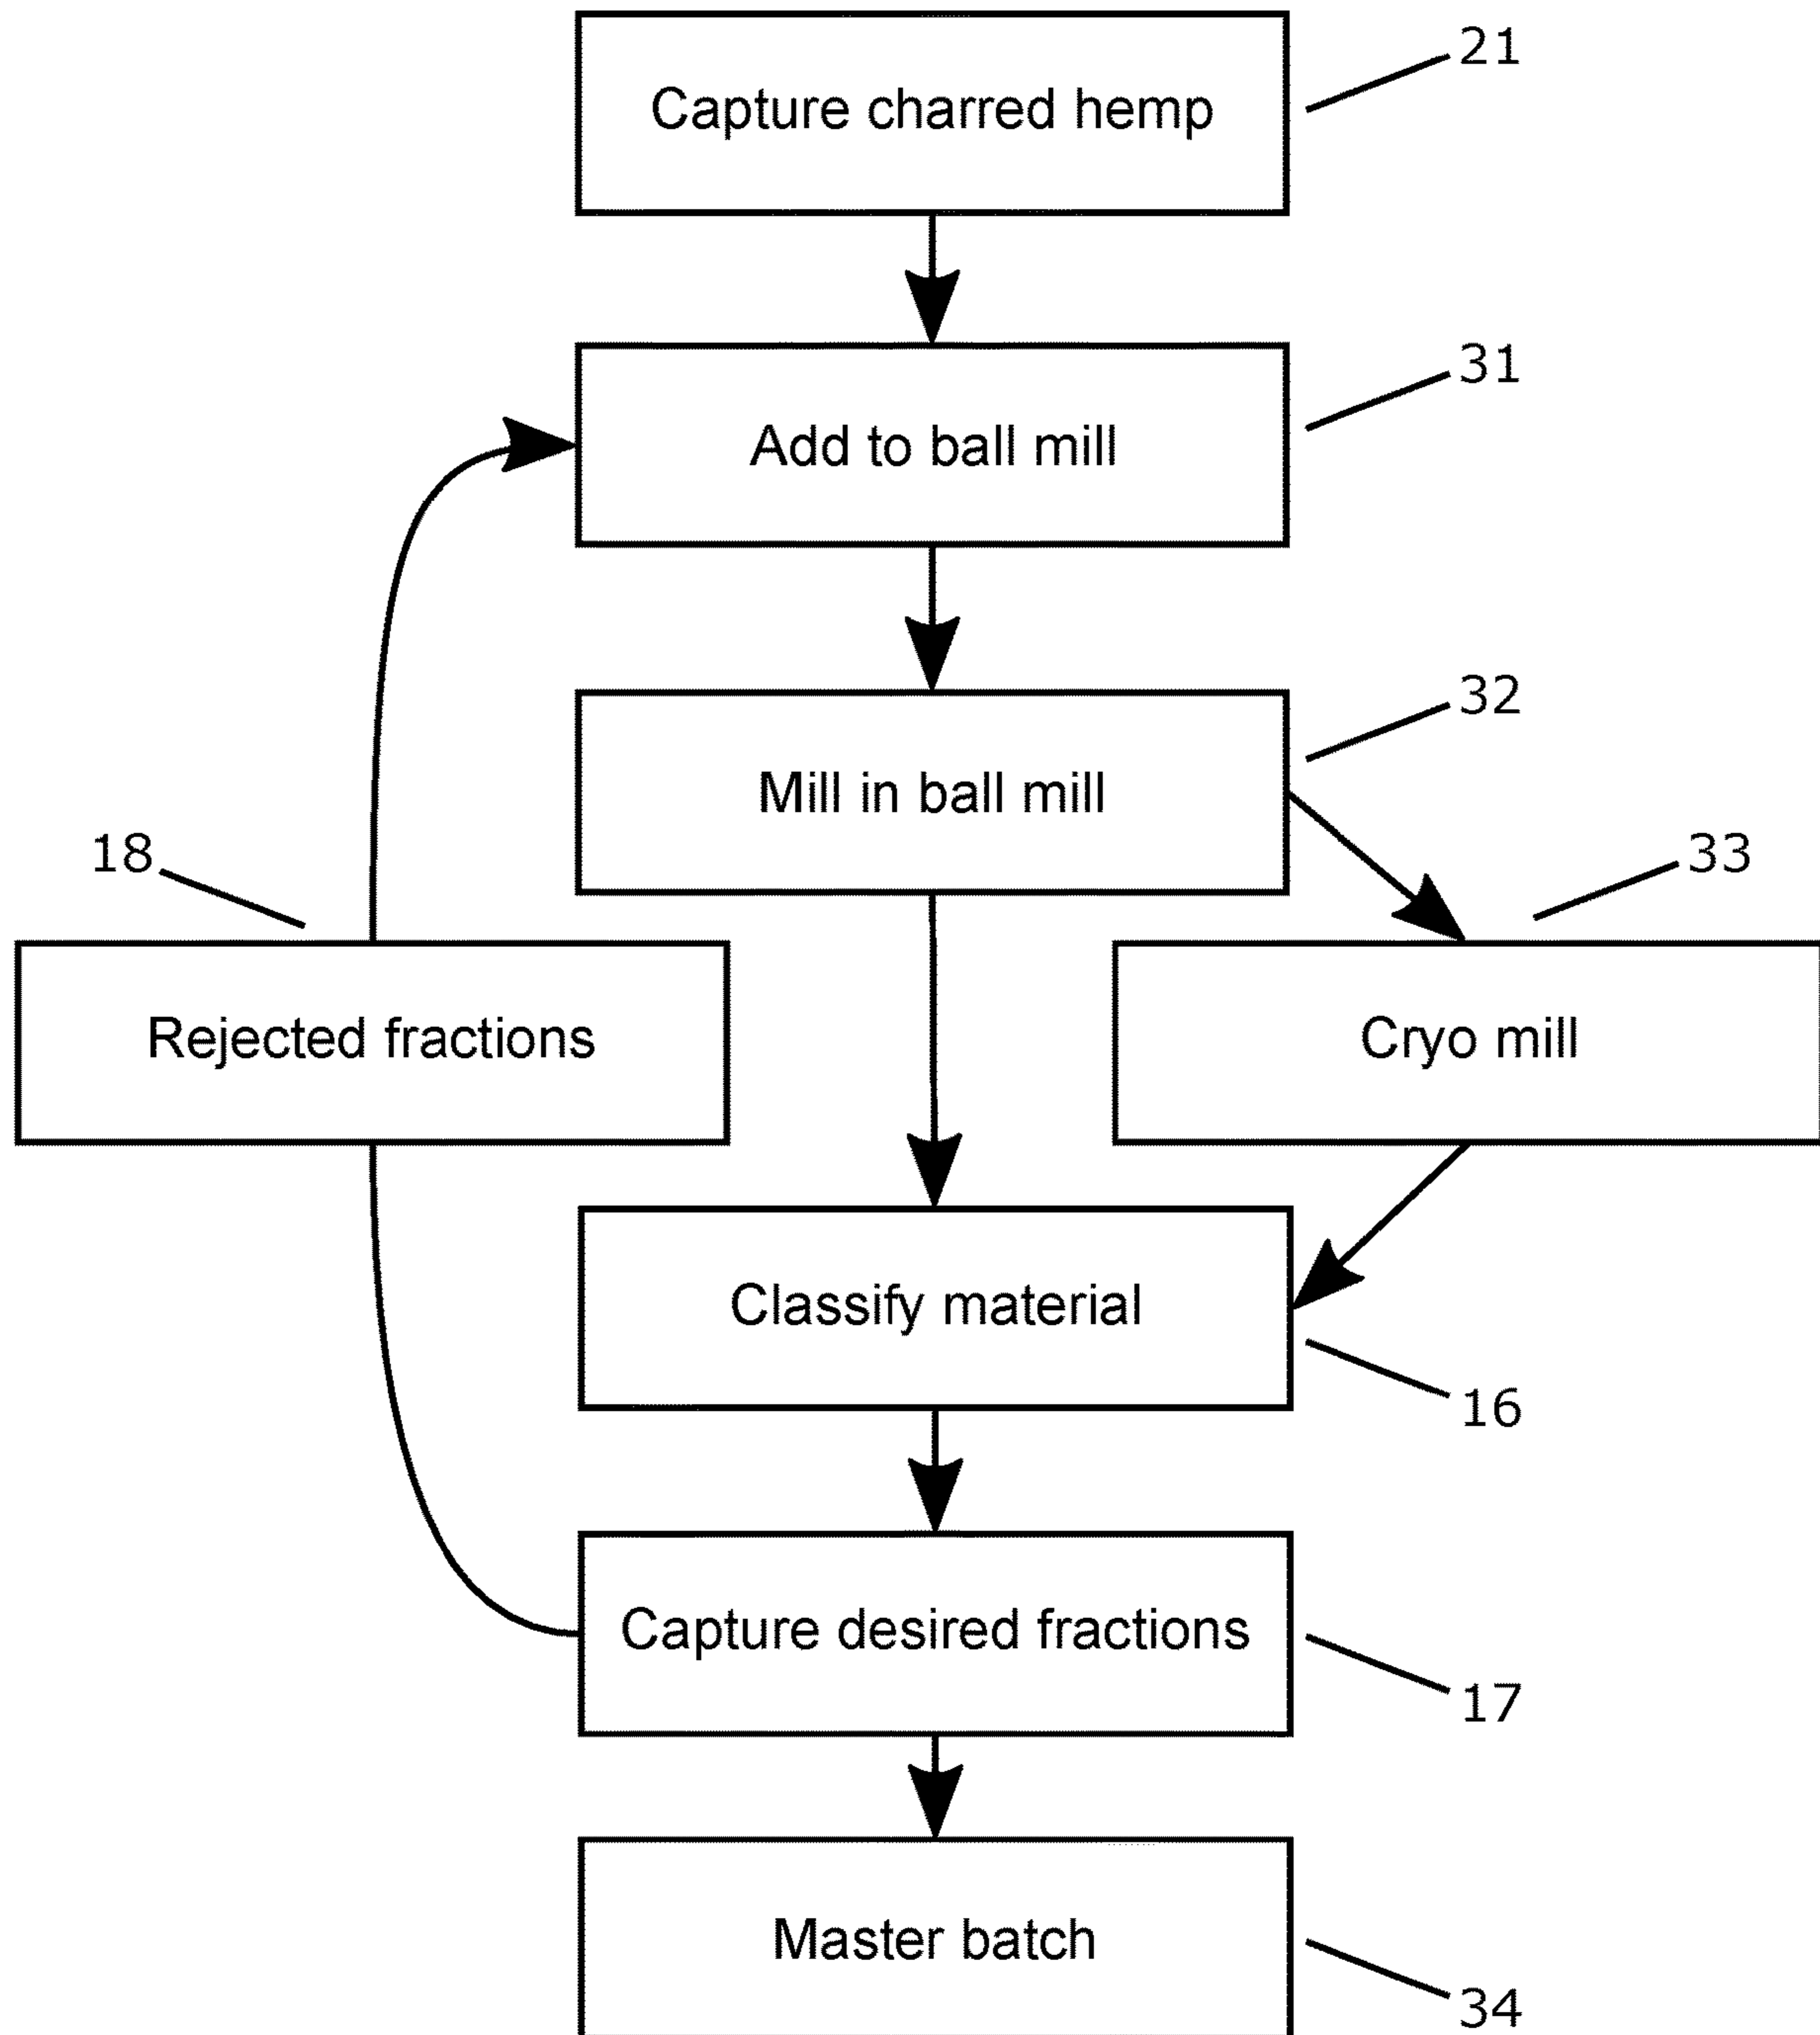 Capture charred hemp
21
Add to ball mill
31
Mill in ball mill
32
18
33
Rejected fractions
Cryo mill
Classify material
16
Capture desired fractions
17
Master batch
34